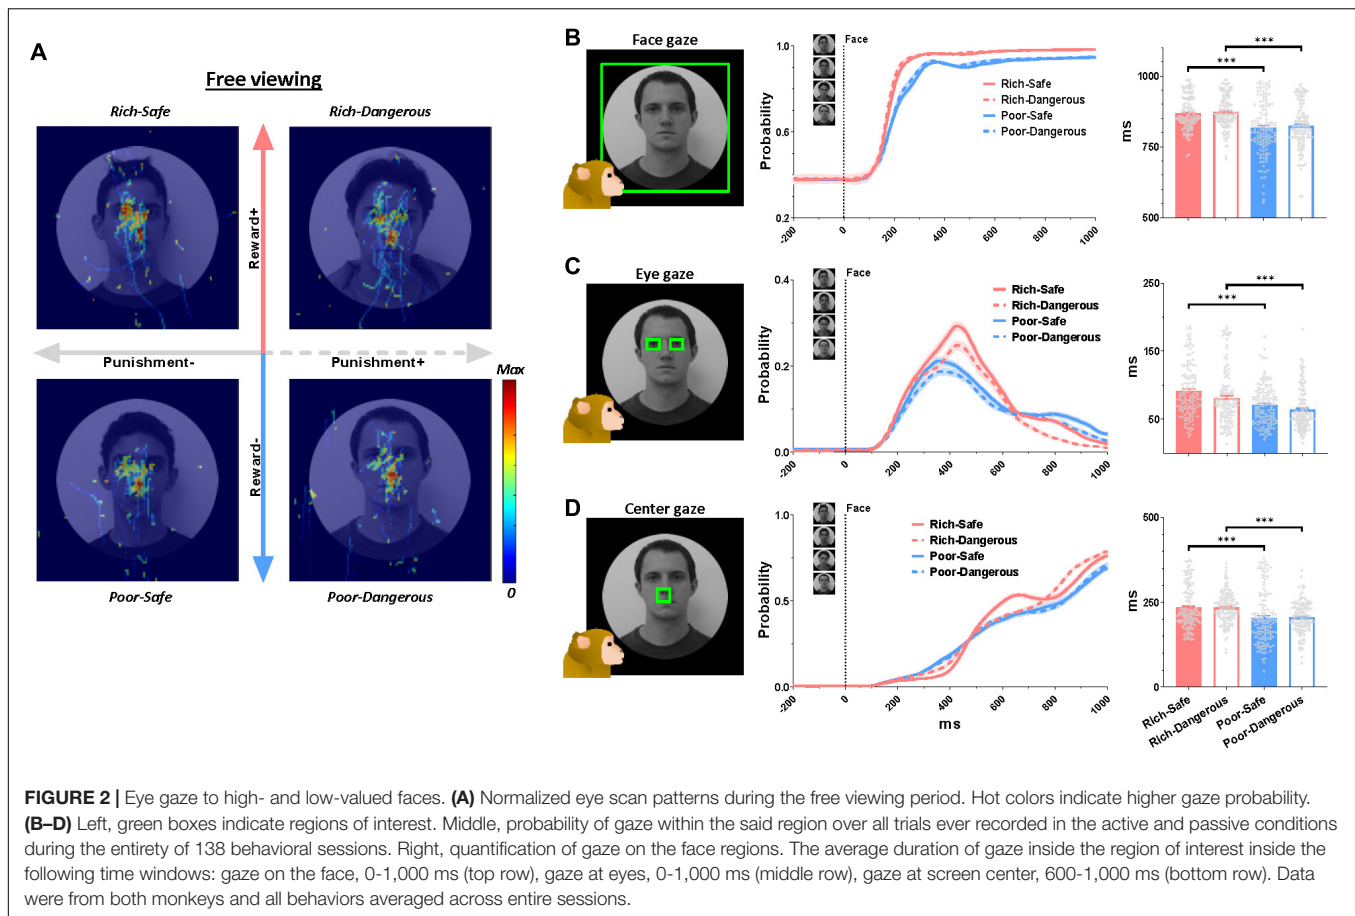 A
Free viewing
Rich-Safe
Rich-Dangerous
Reward+
Punishment-
Punishment+
Reward-
Max
0
Poor-Safe
Poor-Dangerous
B
Face gaze
Face
Probability
1.0
0.6
0.2
-200
0
200
400
600
800
1000
Rich-Safe
Rich-Dangerous
Poor-Safe
Poor-Dangerous
ms
1000
750
500
***
***
C
Eye gaze
Face
Probability
0.4
0.2
0.0
-200
0
200
400
600
800
1000
Rich-Safe
Rich-Dangerous
Poor-Safe
Poor-Dangerous
ms
250
150
50
***
***
D
Center gaze
Face
Probability
1.0
0.5
0.0
-200
0
200
400
600
800
1000
ms
Rich-Safe
Rich-Dangerous
Poor-Safe
Poor-Dangerous
ms
500
250
0
***
***
Rich-Safe
Rich-Dangerous
Poor-Safe
Poor-Dangerous
FIGURE 2 | Eye gaze to high- and low-valued faces. (A) Normalized eye scan patterns during the free viewing period. Hot colors indicate higher gaze probability.
(B–D) Left, green boxes indicate regions of interest. Middle, probability of gaze within the said region over all trials ever recorded in the active and passive conditions
during the entirety of 138 behavioral sessions. Right, quantification of gaze on the face regions. The average duration of gaze inside the region of interest inside the
following time windows: gaze on the face, 0-1,000 ms (top row), gaze at eyes, 0-1,000 ms (middle row), gaze at screen center, 600-1,000 ms (bottom row). Data
were from both monkeys and all behaviors averaged across entire sessions.